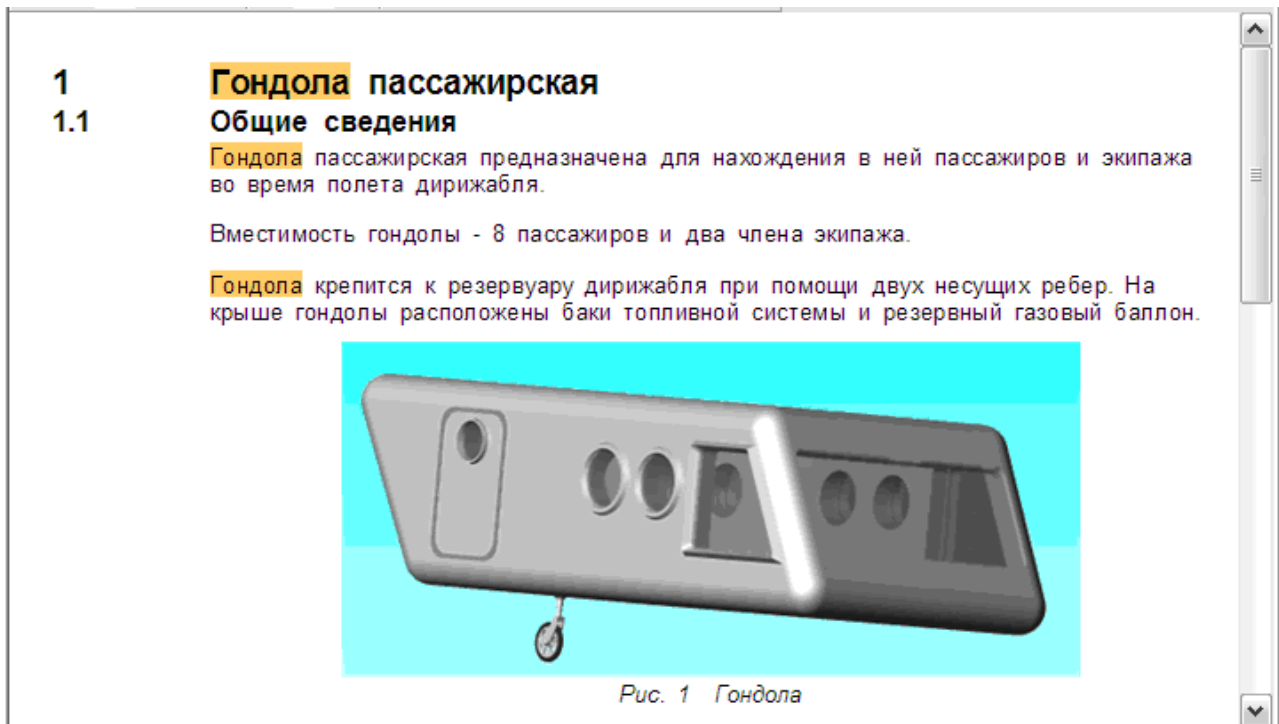 1 Гондола пассажирская
1.1 Общие сведения
Гондола пассажирская предназначена для нахождения в ней пассажиров и экипажа
во время полета дирижабля.
Вместимость гондолы - 8 пассажиров и два члена экипажа.
Гондола крепится к резервуару дирижабля при помощи двух несущих ребер. На
крыше гондолы расположены баки топливной системы и резервный газовый баллон.
Рис. 1 Гондола